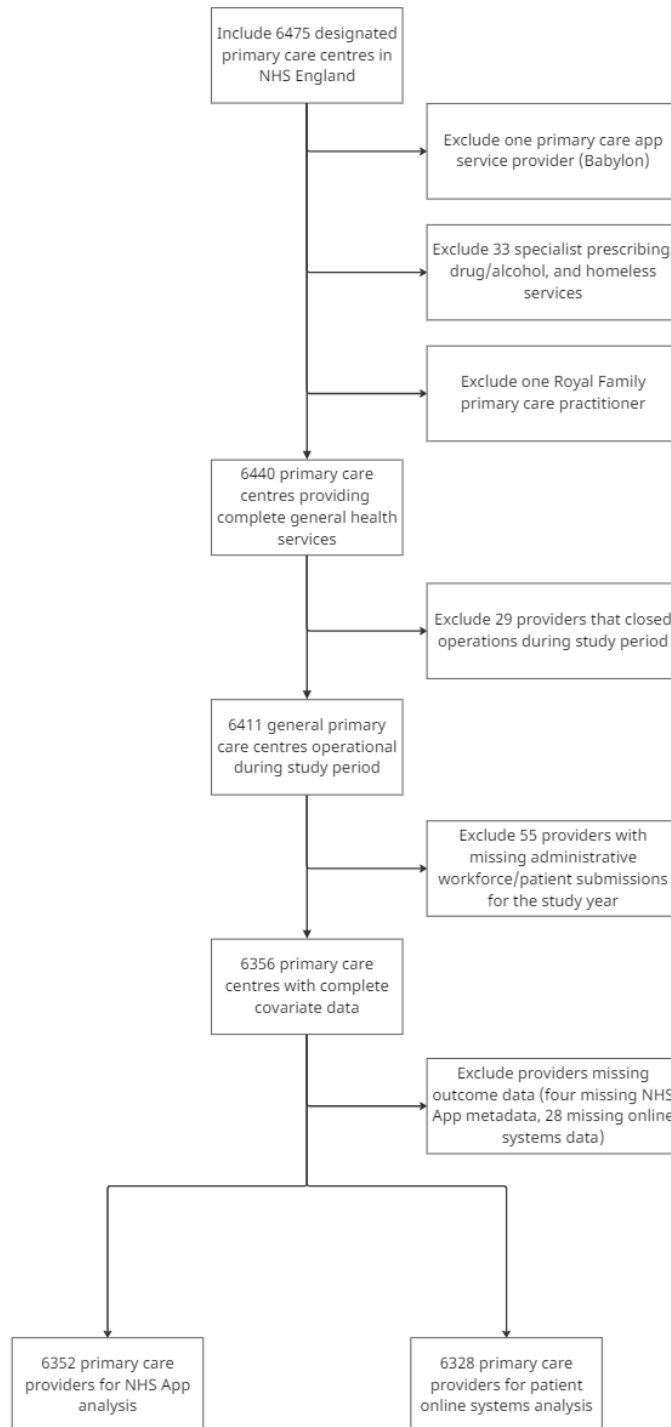 Include 6475 designated
primary care centres in
NHS England
Exclude one primary care app
service provider (Babylon)
Exclude 33 specialist prescribing,
drug/alcohol, and homeless
services
Exclude one Royal Family
primary care practitioner
6440 primary care
centres providing
complete general health
services
Exclude 29 providers that closed
operations during study period
6411 general primary
care centres operational
during study period
Exclude 55 providers with
missing administrative
workforce/patient submissions
for the study year
6356 primary care
centres with complete
covariate data
Exclude providers missing
outcome data (four missing NHS
App metadata, 28 missing online
systems data)
6352 primary care
providers for NHS App
analysis
6328 primary care
providers for patient
online systems analysis